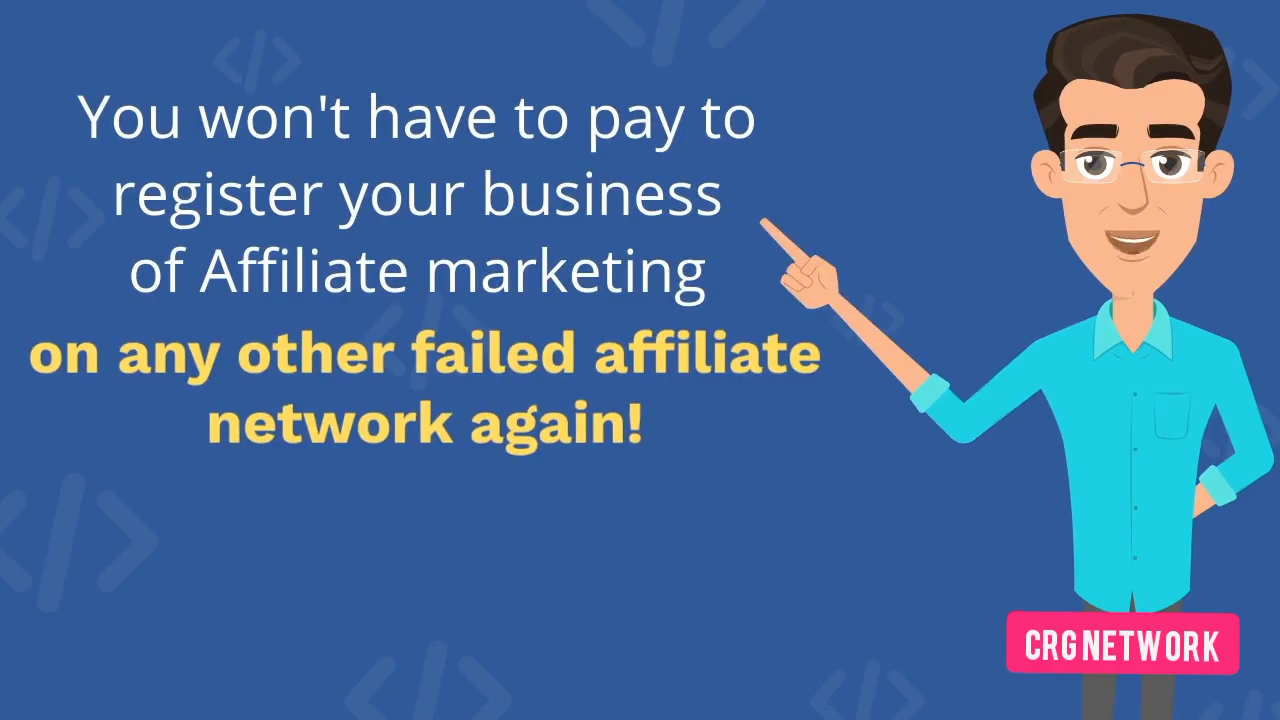 You won't have to pay to
register your business
of Affiliate marketing
on any other failed affiliate
network again!
CRG NETWORK